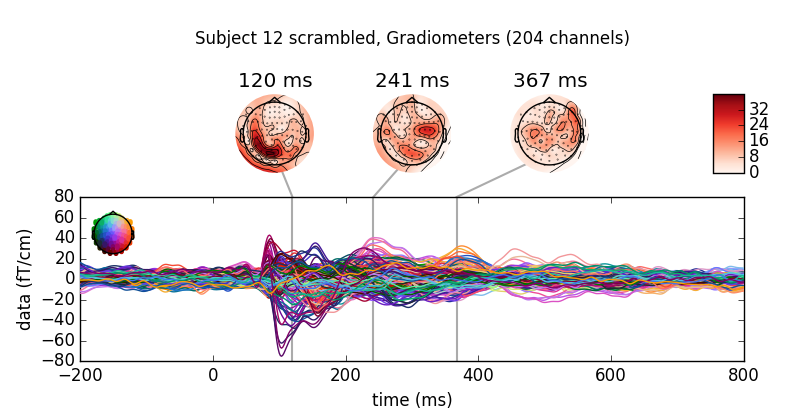 Subject 12 scrambled, Gradiometers (204 channels)
120 ms 241 ms 367 ms
32
24
16
8
0
80
60
40
20
0
−20
−40
−60
−80
data (fT/cm)
−200 0 200 400 600 800
time (ms)